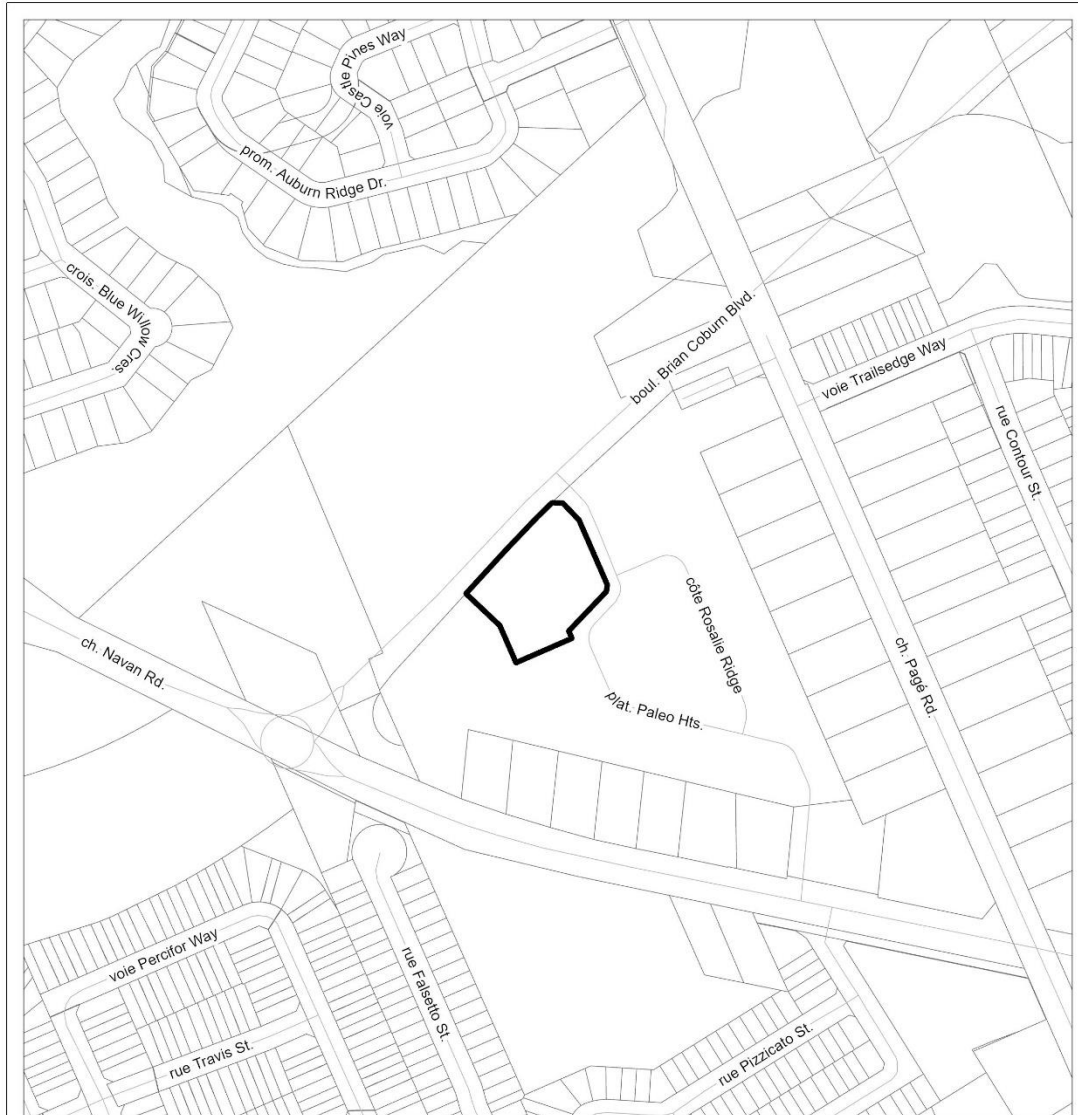 voie Castle Pines Way
prom. Auburn Ridge Dr.
crois. Blue Willow Cres.
boul. Brian Coburn Blvd.
voie Trailsedge Way
rue Contour St.
côte Rosalie Ridge
ch. Navan Rd.
ch. Pagé Rd.
plat. Paleo Hts.
voie Percifor Way
rue Falsetto St.
rue Travis St.
rue Pizzicato St.